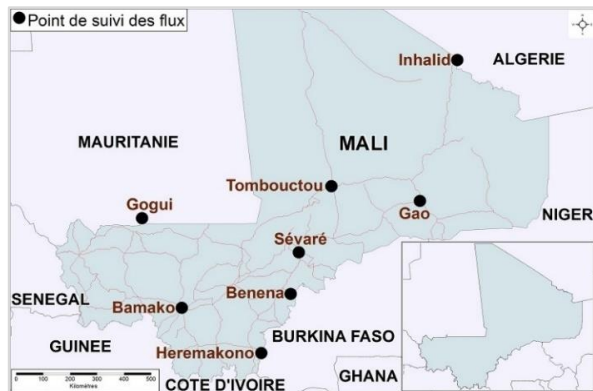 Point de suivi des flux
ALGERIE
Inhalid
MAURITANIE
MALI
Tombouctou
Gao
Gogui
NIGER
Sévaré
SENEGAL
Benena
Bamako
BURKINA FASO
GUINEE
Heremakono
GHANA
COTE D'IVOIRE
0 100 200 300 400 500
Kilomètres